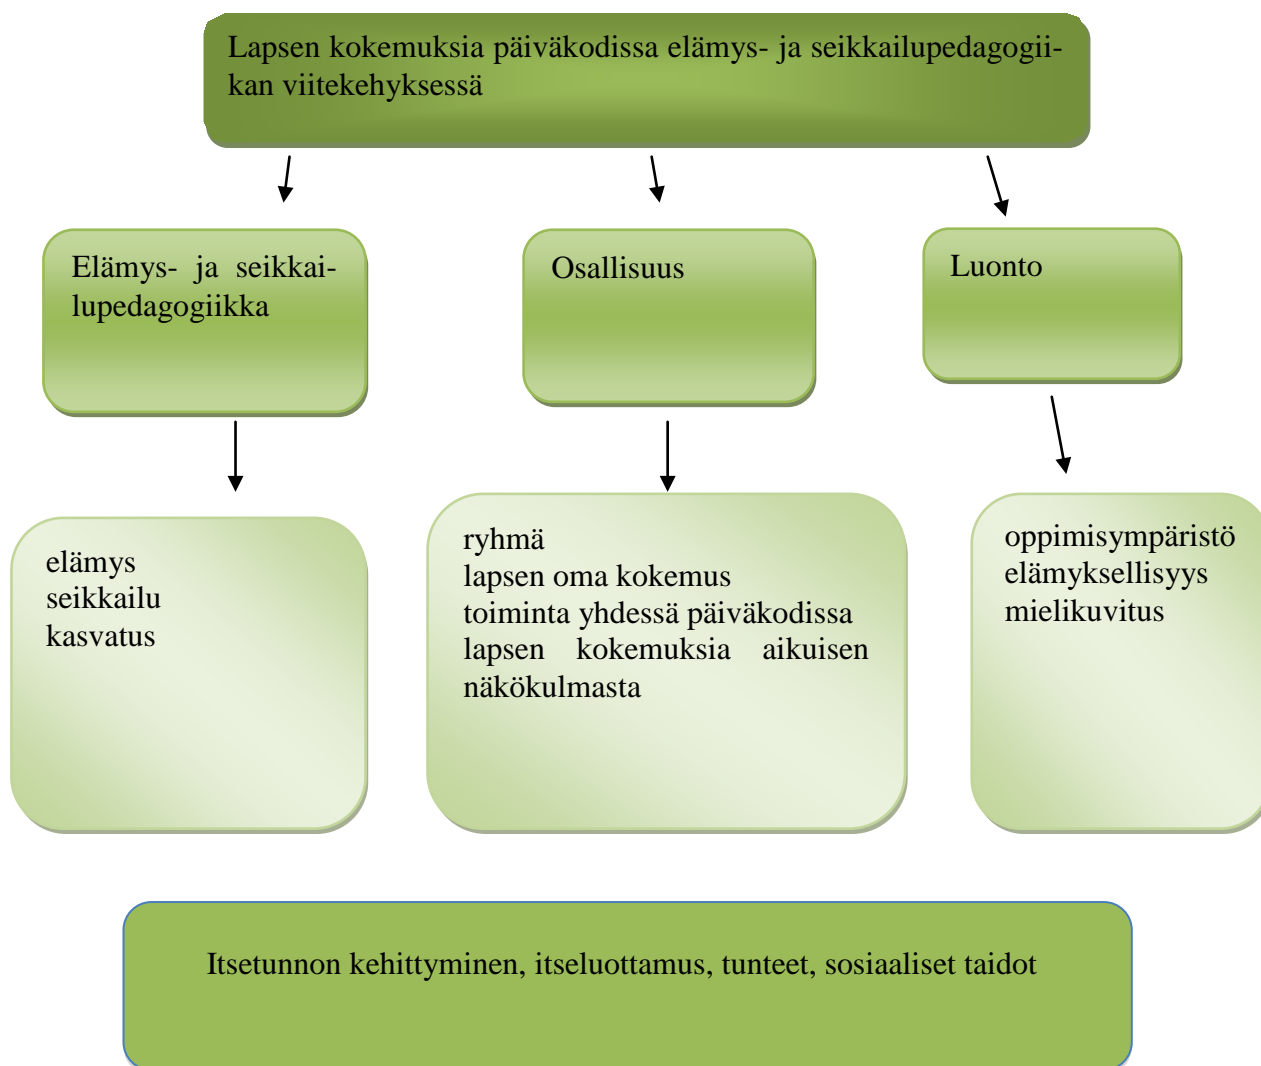 Lapsen kokemuksia päiväkodissa elämys- ja seikkailupedagogii-
kan viitekehyksessä
Elämys- ja seikkai-
lupedagogiikka
Osallisuus
Luonto
elämys
seikkailu
kasvatus
ryhmä
lapsen oma kokemus
toiminta yhdessä päiväkodissa
lapsen kokemuksia aikuisen
näkökulmasta
oppimisympäristö
elämyksellisyys
mielikuvitus
Itsetunnon kehittyminen, itseluottamus, tunteet, sosiaaliset taidot